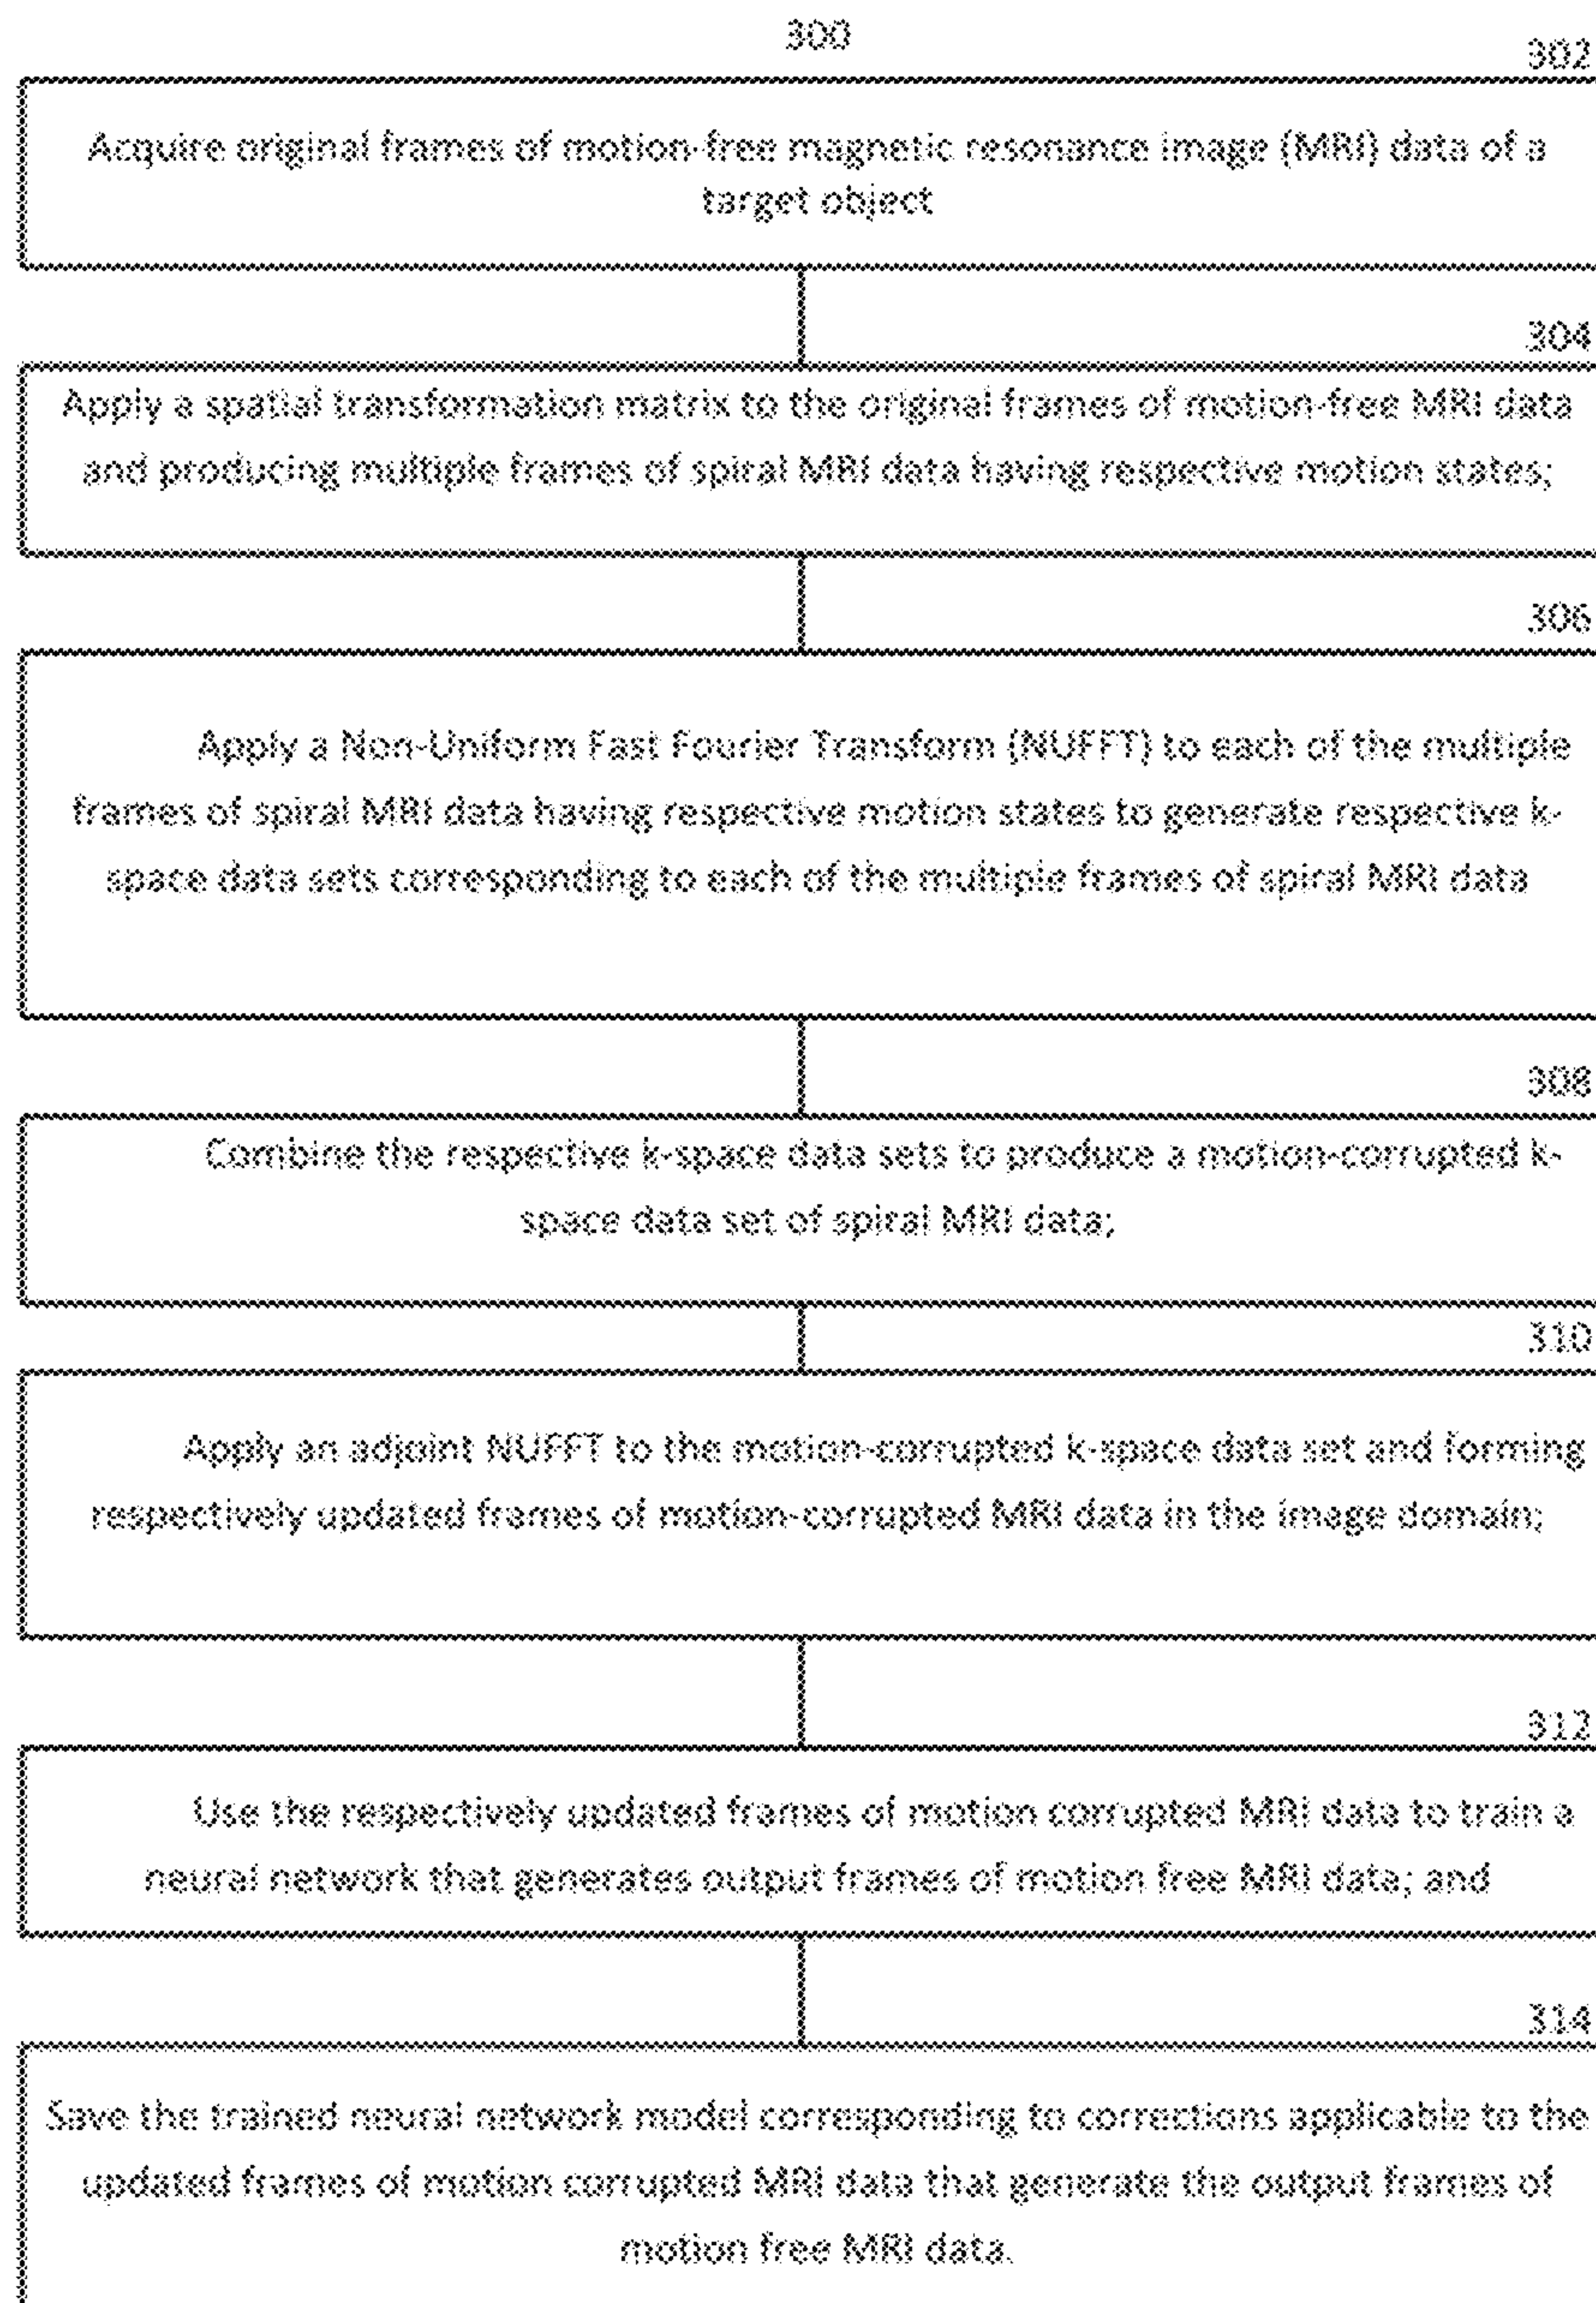 300
302
Acquire original frames of motion-free magnetic resonance image (MRI) data of a
target object
304
Apply a spatial transformation matrix to the original frames of motion-free MRI data
and producing multiple frames of spiral MRI data having respective motion states;
306
Apply a Non-Uniform Fast Fourier Transform (NUFFT) to each of the multiple
frames of spiral MRI data having respective motion states to generate respective k-
space data sets corresponding to each of the multiple frames of spiral MRI data
308
Combine the respective k-space data sets to produce a motion-corrupted k-
space data set of spiral MRI data;
310
Apply an adjoint NUFFT to the motion-corrupted k-space data set and forming
respectively updated frames of motion-corrupted MRI data in the image domain;
312
Use the respectively updated frames of motion corrupted MRI data to train a
neural network that generates output frames of motion free MRI data; and
314
Save the trained neural network model corresponding to corrections applicable to the
updated frames of motion corrupted MRI data that generate the output frames of
motion free MRI data.